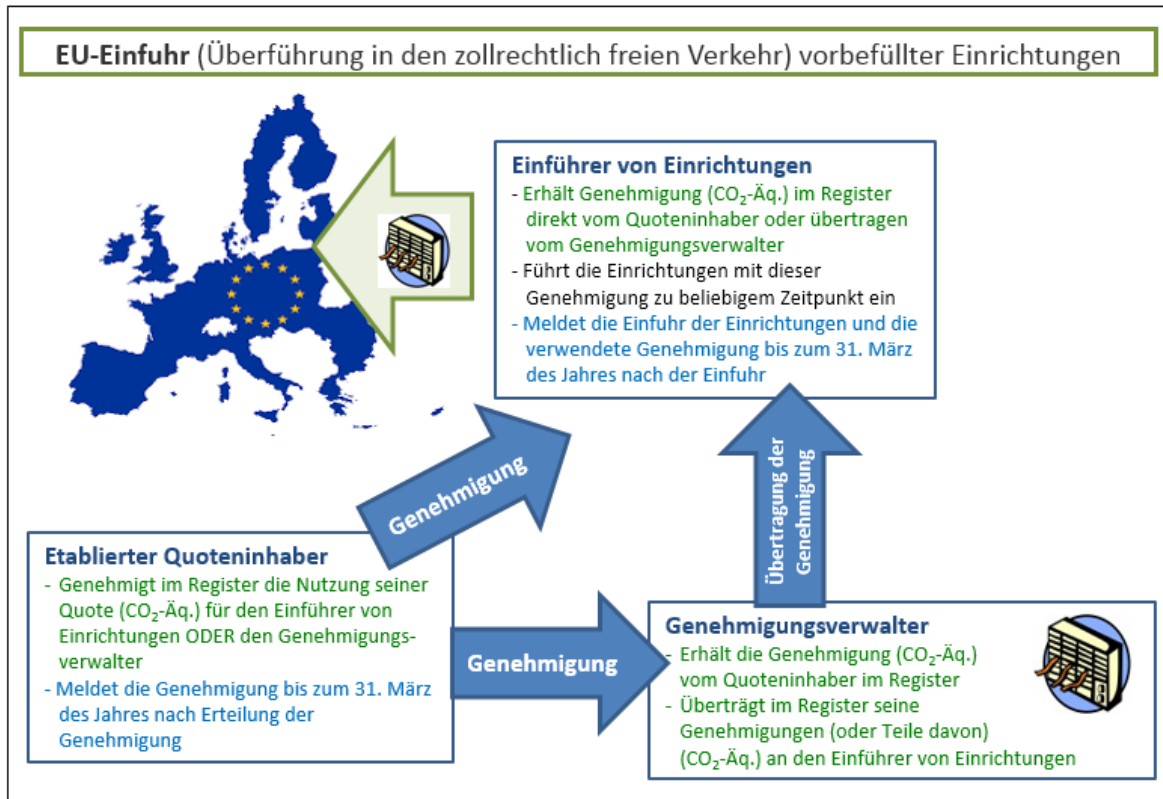 EU-Einfuhr (Überführung in den zollrechtlich freien Verkehr) vorbefüllter Einrichtungen
Einführer von Einrichtungen
- Erhält Genehmigung (CO₂-Äq.) im Register
direkt vom Quoteninhaber oder übertragen
vom Genehmigungsverwalter
- Führt die Einrichtungen mit dieser
Genehmigung zu beliebigem Zeitpunkt ein
- Meldet die Einfuhr der Einrichtungen und die
verwendete Genehmigung bis zum 31. März
des Jahres nach der Einfuhr
Genehmigung
Übertragung der
Genehmigung
Etablierter Quoteninhaber
- Genehmigt im Register die Nutzung seiner
Quote (CO₂-Äq.) für den Einführer von
Einrichtungen ODER den Genehmigungs-
verwalter
- Meldet die Genehmigung bis zum 31. März
des Jahres nach Erteilung der
Genehmigung
Genehmigung
Genehmigungsverwalter
- Erhält die Genehmigung (CO₂-Äq.)
vom Quoteninhaber im Register
- Überträgt im Register seine
Genehmigungen (oder Teile davon)
(CO₂-Äq.) an den Einführer von Einrichtungen